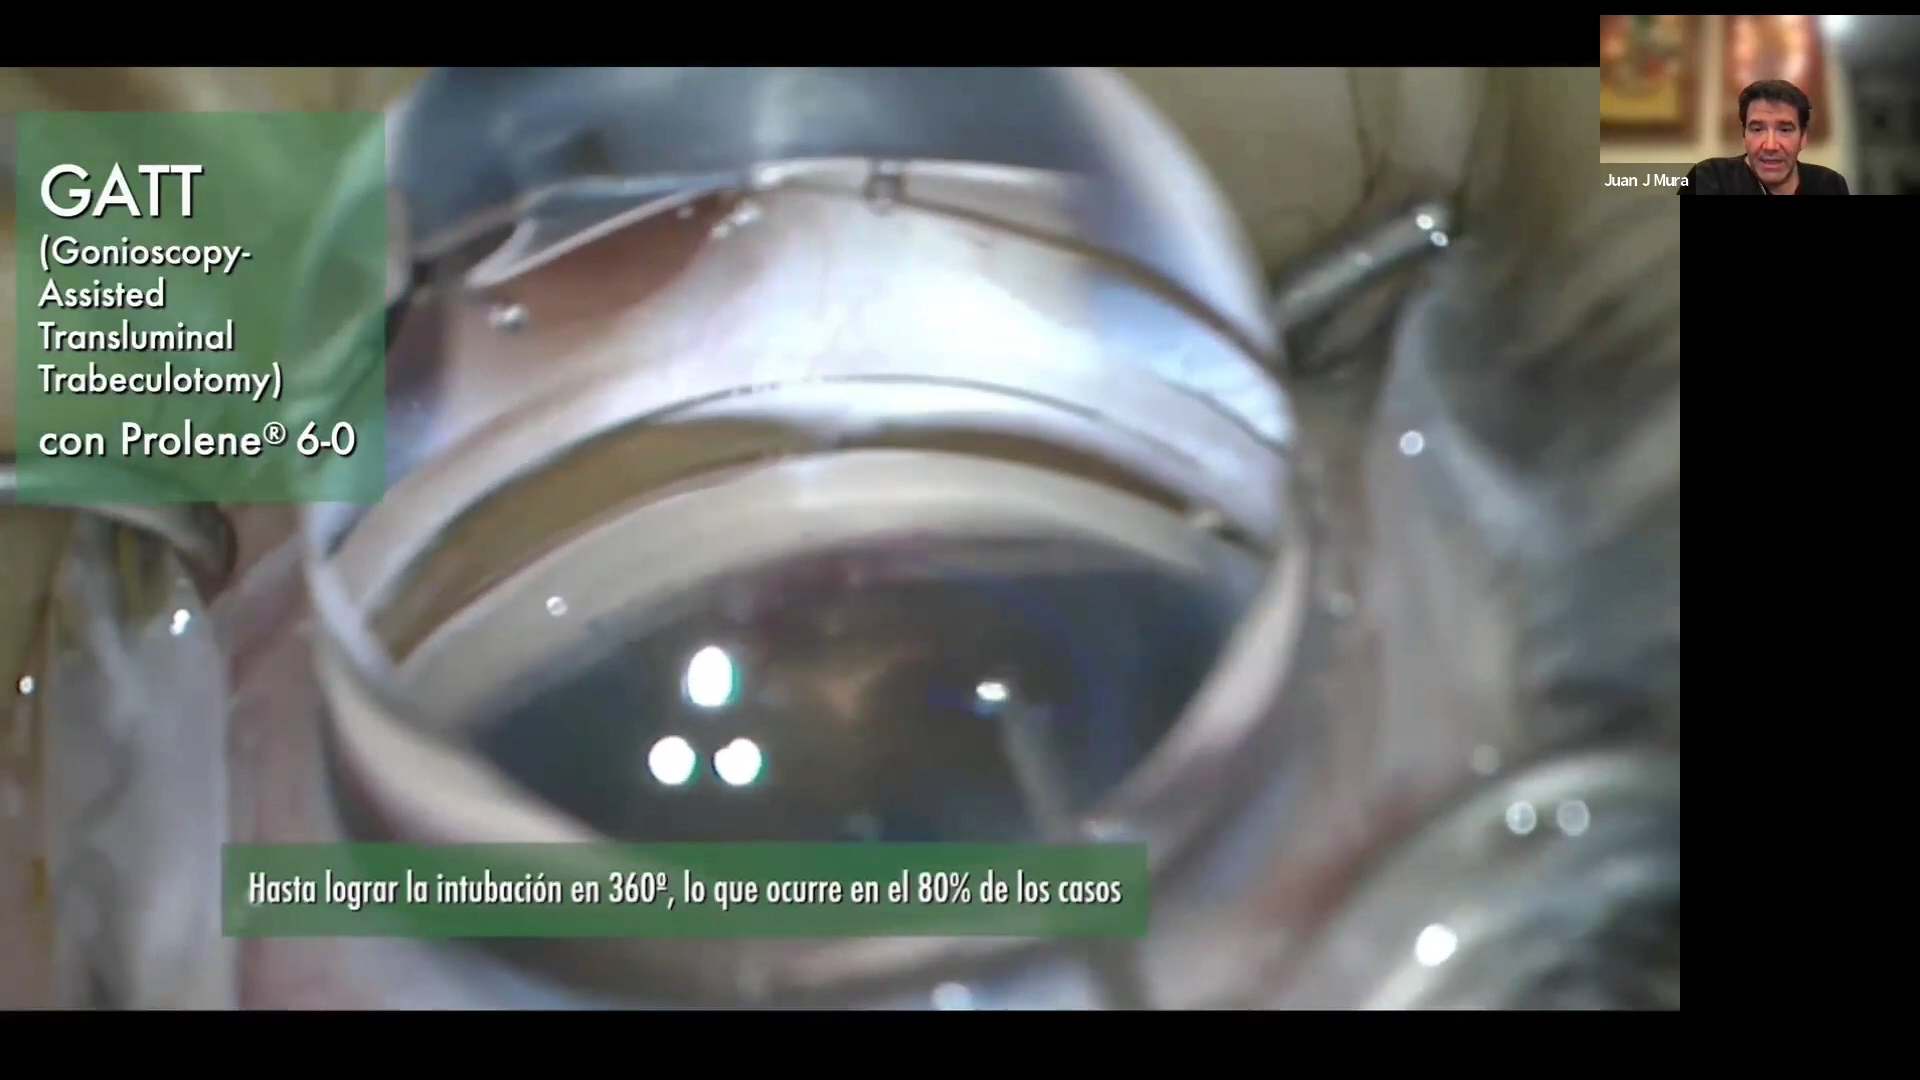 GATT
(Gonioscopy-
Assisted
Transluminal
Trabeculotomy)
con Prolene® 6-0
Juan J Mura
Hasta lograr la intubación en 360º, lo que ocurre en el 80% de los casos